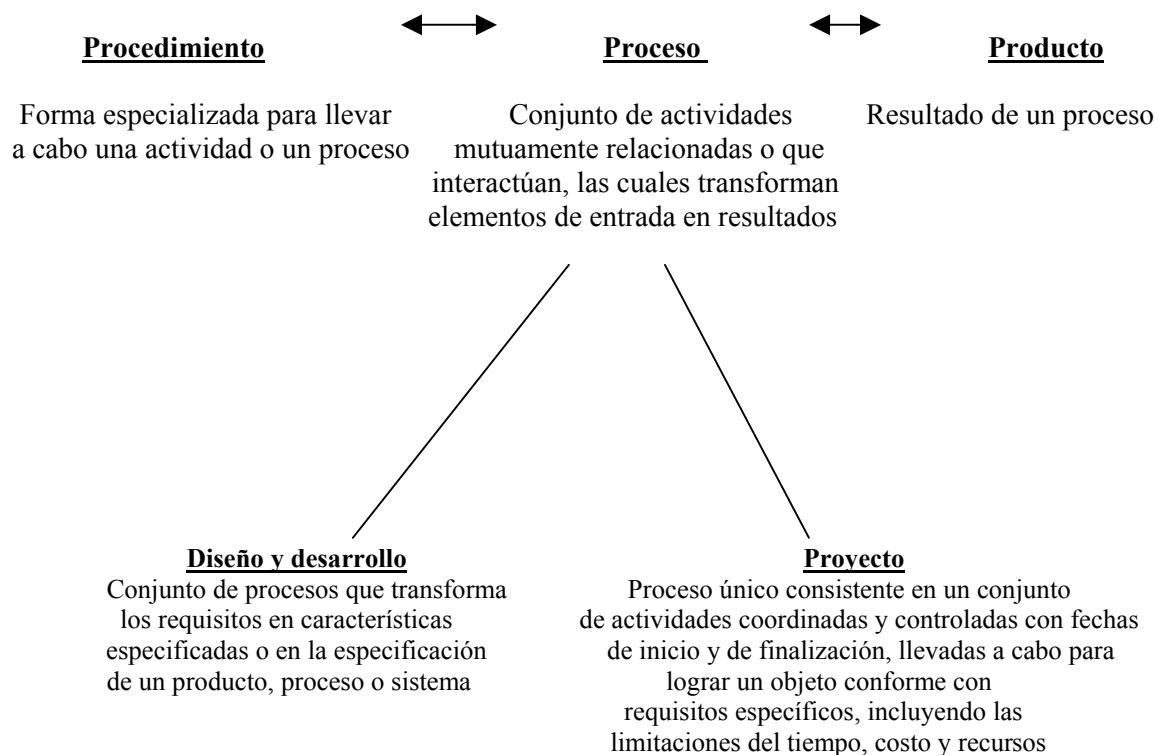 Procedimiento
Proceso
Producto
Forma especializada para llevar
a cabo una actividad o un proceso
Conjunto de actividades
mutuamente relacionadas o que
interactúan, las cuales transforman
elementos de entrada en resultados
Resultado de un proceso
Diseño y desarrollo
Conjunto de procesos que transforma
los requisitos en características
especificadas o en la especificación
de un producto, proceso o sistema
Proyecto
Proceso único consistente en un conjunto
de actividades coordinadas y controladas con fechas
de inicio y de finalización, llevadas a cabo para
lograr un objeto conforme con
requisitos específicos, incluyendo las
limitaciones del tiempo, costo y recursos